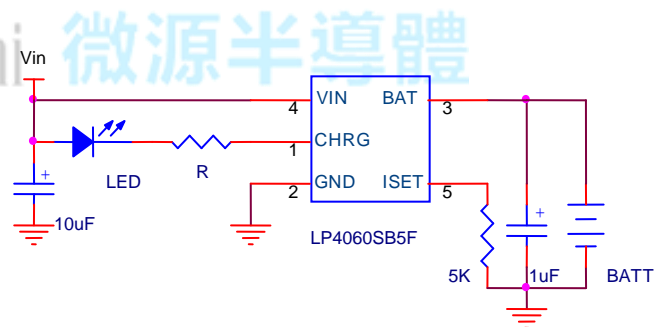 微源半導體
Vin
4 VIN BAT 3
1 CHRG
LED R
2 GND ISET 5
10uF
LP4060SB5F
5K 1uF BATT